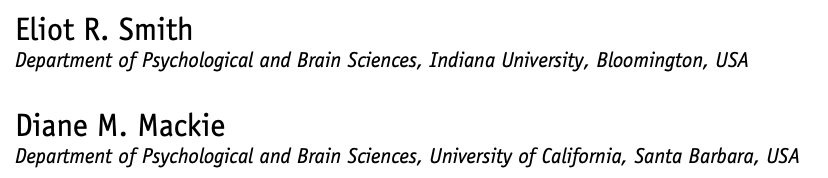 Eliot R. Smith
Department of Psychological and Brain Sciences, Indiana University, Bloomington, USA
Diane M. Mackie
Department of Psychological and Brain Sciences, University of California, Santa Barbara, USA